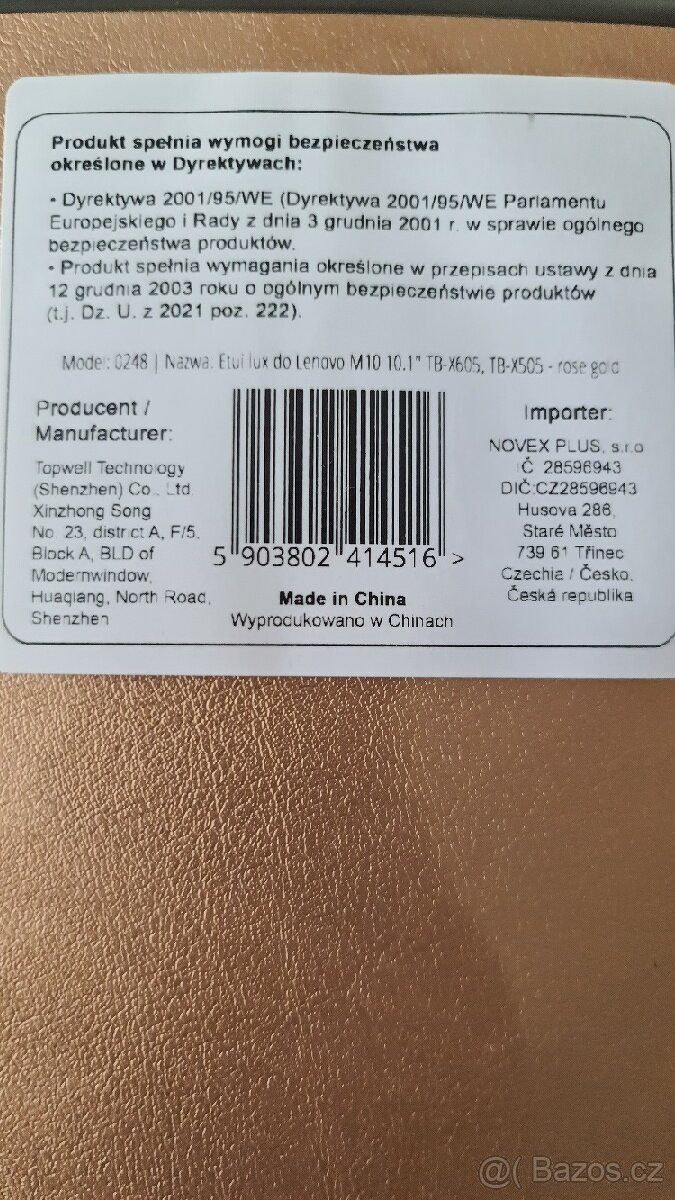 Produkt spełnia wymogi bezpieczeństwa
określone w Dyrektywach:
• Dyrektywa 2001/95/WE (Dyrektywa 2001/95/WE Parlamentu
Europejskiego i Rady z dnia 3 grudnia 2001 r. w sprawie ogólnego
bezpieczeństwa produktów.
• Produkt spełnia wymagania określone w przepisach ustawy z dnia
12 grudnia 2003 roku o ogólnym bezpieczeństwie produktów
(t.j. Dz. U. z 2021 poz. 222).
Model: 0248 | Nazwa: Etui lux do Lenovo M10 10.1" TB-X605, TB-X505 - rose gold
Producent /
Manufacturer:
Topwell Technology
(Shenzhen) Co., Ltd.
Xinzhong Song
No. 23, district A, F/5,
Block A, BLD of
Modernwindow,
Huaqiang, North Road,
Shenzhen
5 903802 414516 >
Made in China
Wyprodukowano w Chinach
Importer:
NOVEX PLUS, s.r.o
IČ 28596943
DIČ:CZ28596943
Husova 286,
Staré Město
739 61 Třinec
Czechia / Česko,
Česká republika
@( Bazos.cz